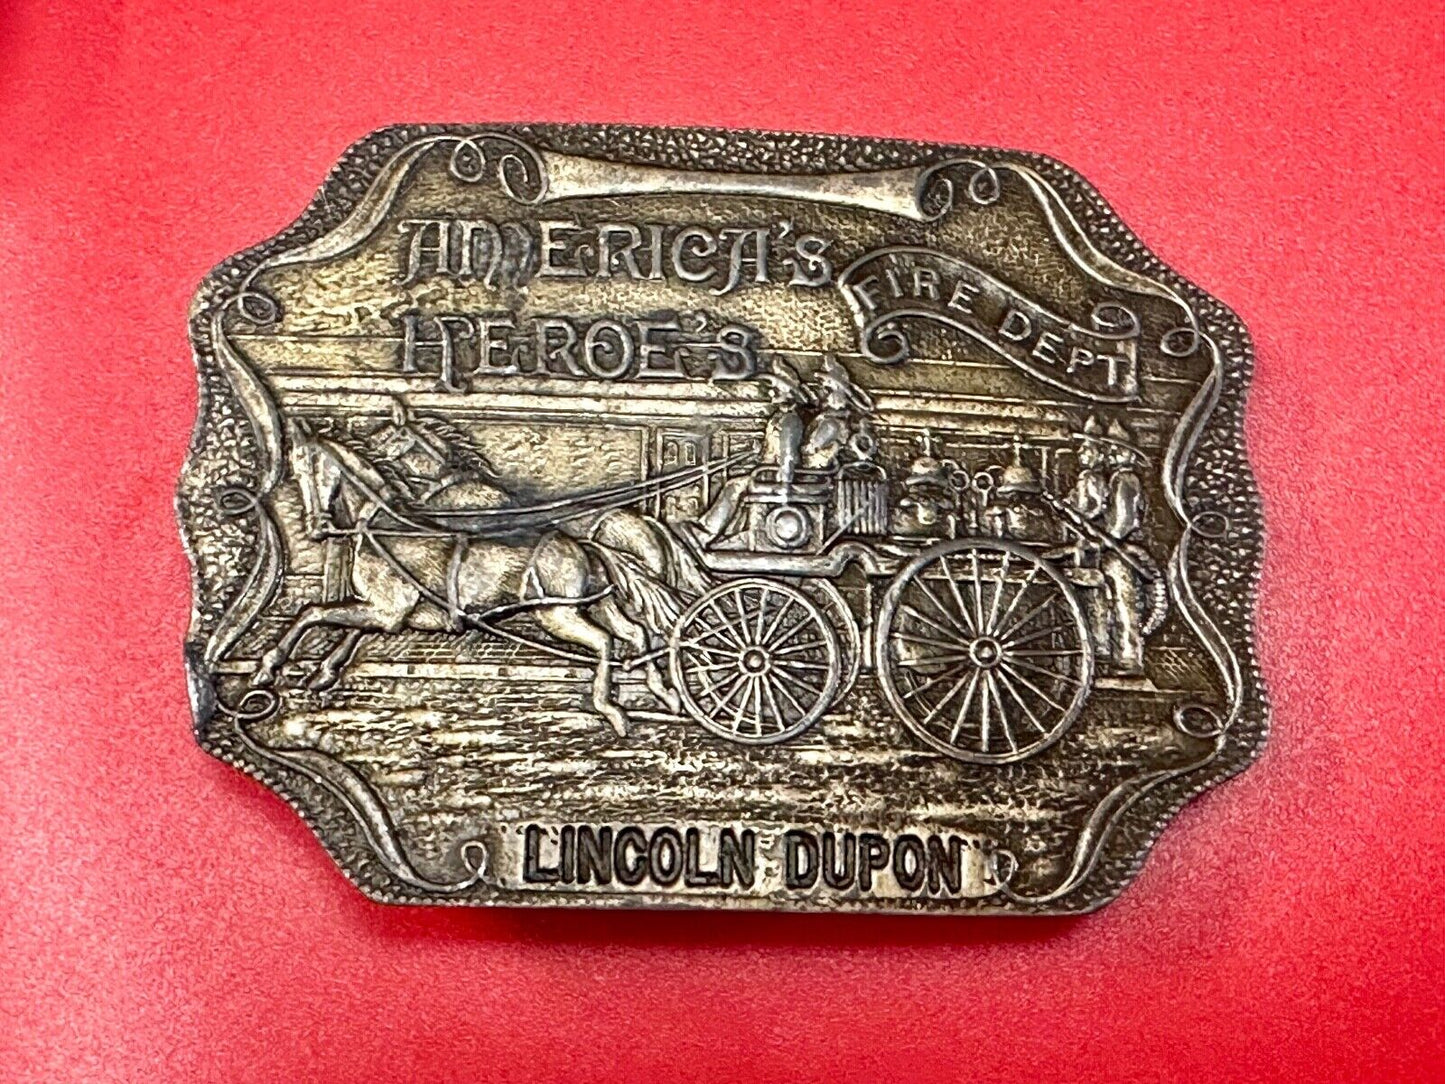 AMERICA'S
HEROE'S
FIRE DEPT
LINCOLN DUPON